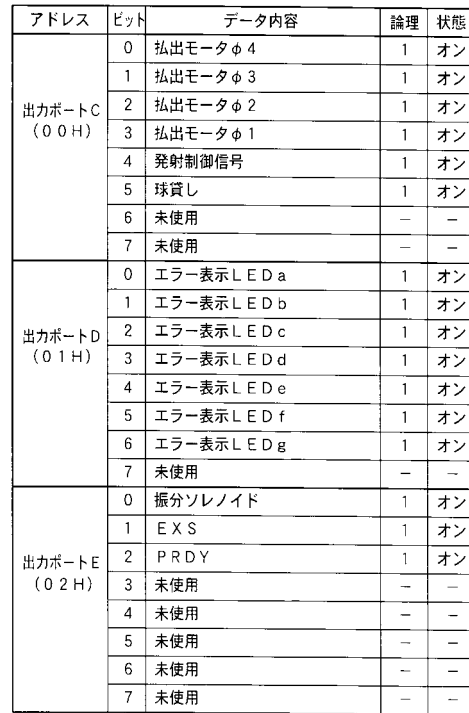 アドレス ビット データ内容 論理 状態
出力ポートC
(00H)
0 払出モータφ4 1 オン
1 払出モータφ3 1 オン
2 払出モータφ2 1 オン
3 払出モータφ1 1 オン
4 発射制御信号 1 オン
5 球貸し 1 オン
6 未使用 − −
7 未使用 − −
出力ポートD
(01H)
0 エラー表示LEDa 1 オン
1 エラー表示LEDb 1 オン
2 エラー表示LEDc 1 オン
3 エラー表示LEDd 1 オン
4 エラー表示LEDe 1 オン
5 エラー表示LEDf 1 オン
6 エラー表示LEDg 1 オン
7 未使用 − −
出力ポートE
(02H)
0 振分ソレノイド 1 オン
1 EXS 1 オン
2 PRDY 1 オン
3 未使用 − −
4 未使用 − −
5 未使用 − −
6 未使用 − −
7 未使用 − −